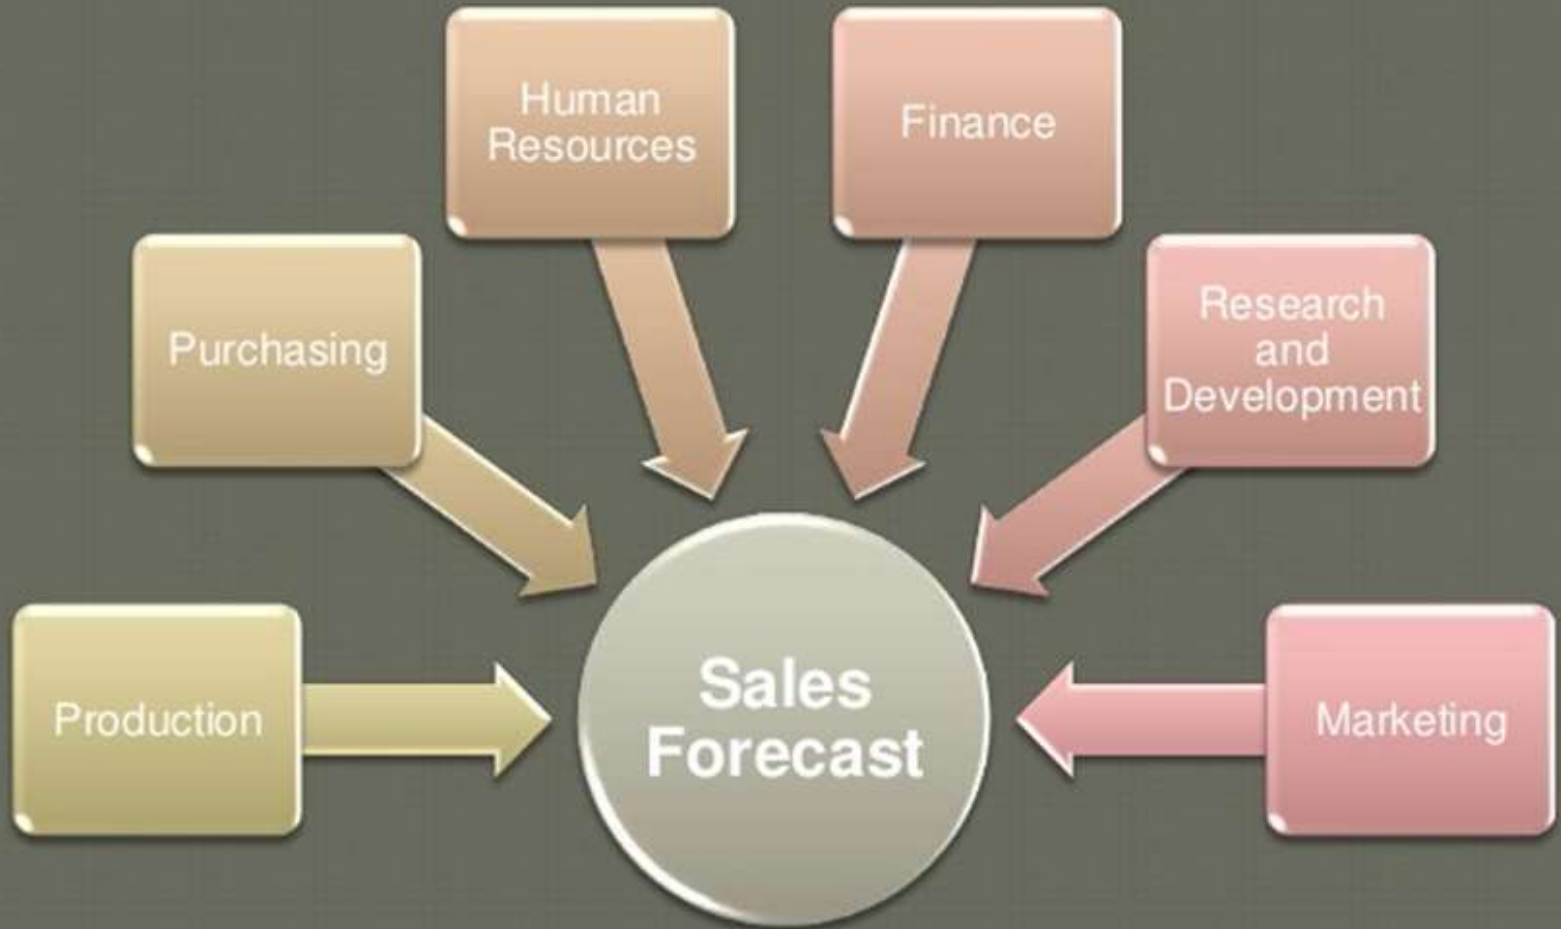 Human
Resources
Finance
Purchasing
Research
and
Development
Production
Sales
Forecast
Marketing